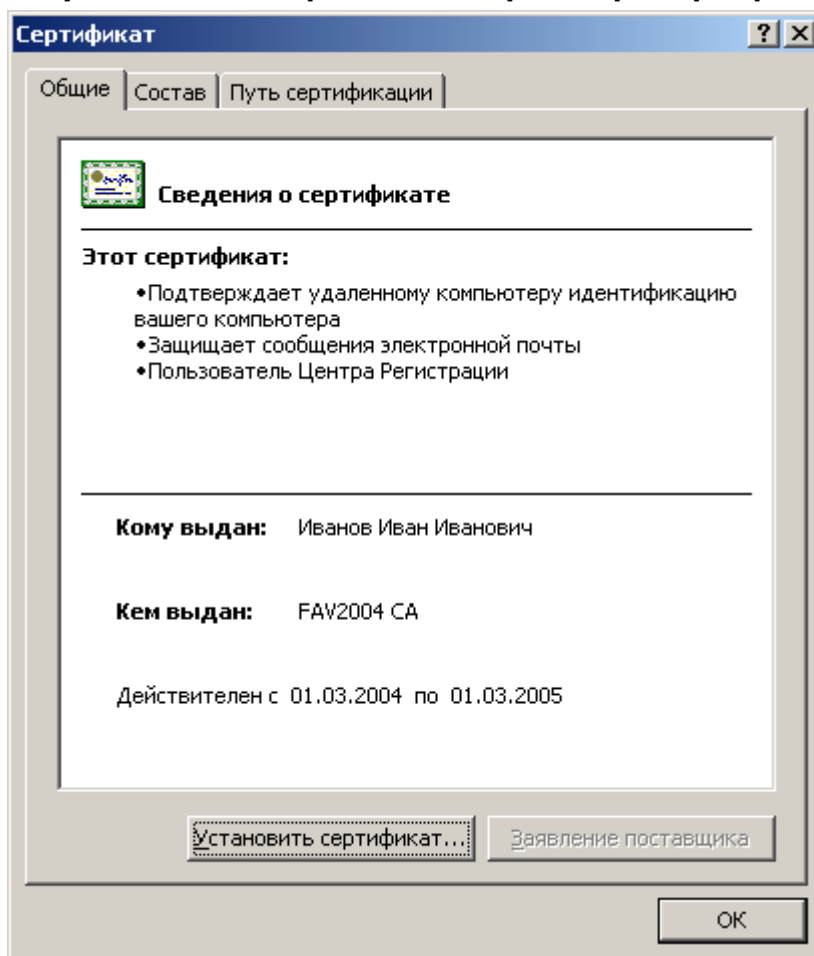 Сертификат
Общие Состав Путь сертификации
Сведения о сертификате
Этот сертификат:
•Подтверждает удаленному компьютеру идентификацию
вашего компьютера
•Защищает сообщения электронной почты
•Пользователь Центра Регистрации
Кому выдан: Иванов Иван Иванович
Кем выдан: FAV2004 CA
Действителен с 01.03.2004 по 01.03.2005
Установить сертификат... Заявление поставщика
ОК